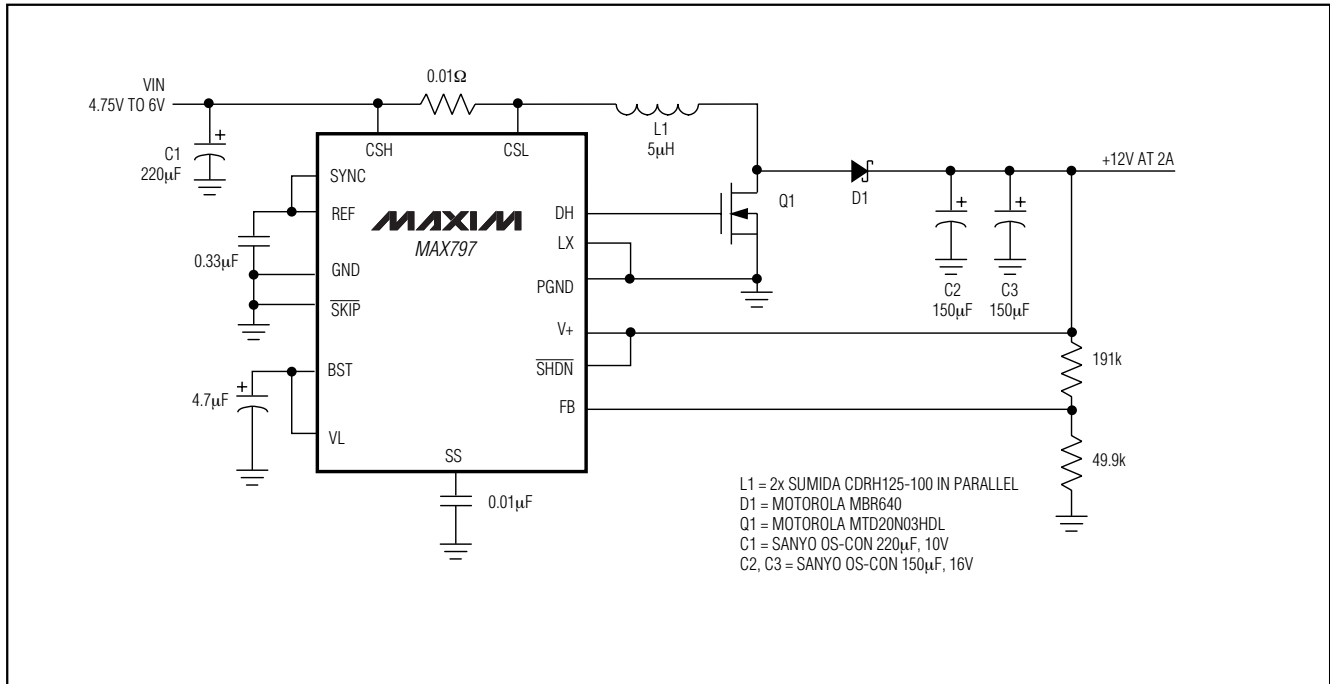 VIN
4.75V TO 6V
0.01Ω
L1
5μH
C1
220μF
+
CSH
CSL
SYNC
REF
0.33μF
GND
SKIP
BST
4.7μF
+
VL
SS
0.01μF
MAXIM
MAX797
DH
LX
PGND
V+
SHDN
FB
Q1
D1
+12V AT 2A
+
C2
150μF
+
C3
150μF
191k
49.9k
L1 = 2x SUMIDA CDRH125-100 IN PARALLEL
D1 = MOTOROLA MBR640
Q1 = MOTOROLA MTD20N03HDL
C1 = SANYO OS-CON 220μF, 10V
C2, C3 = SANYO OS-CON 150μF, 16V